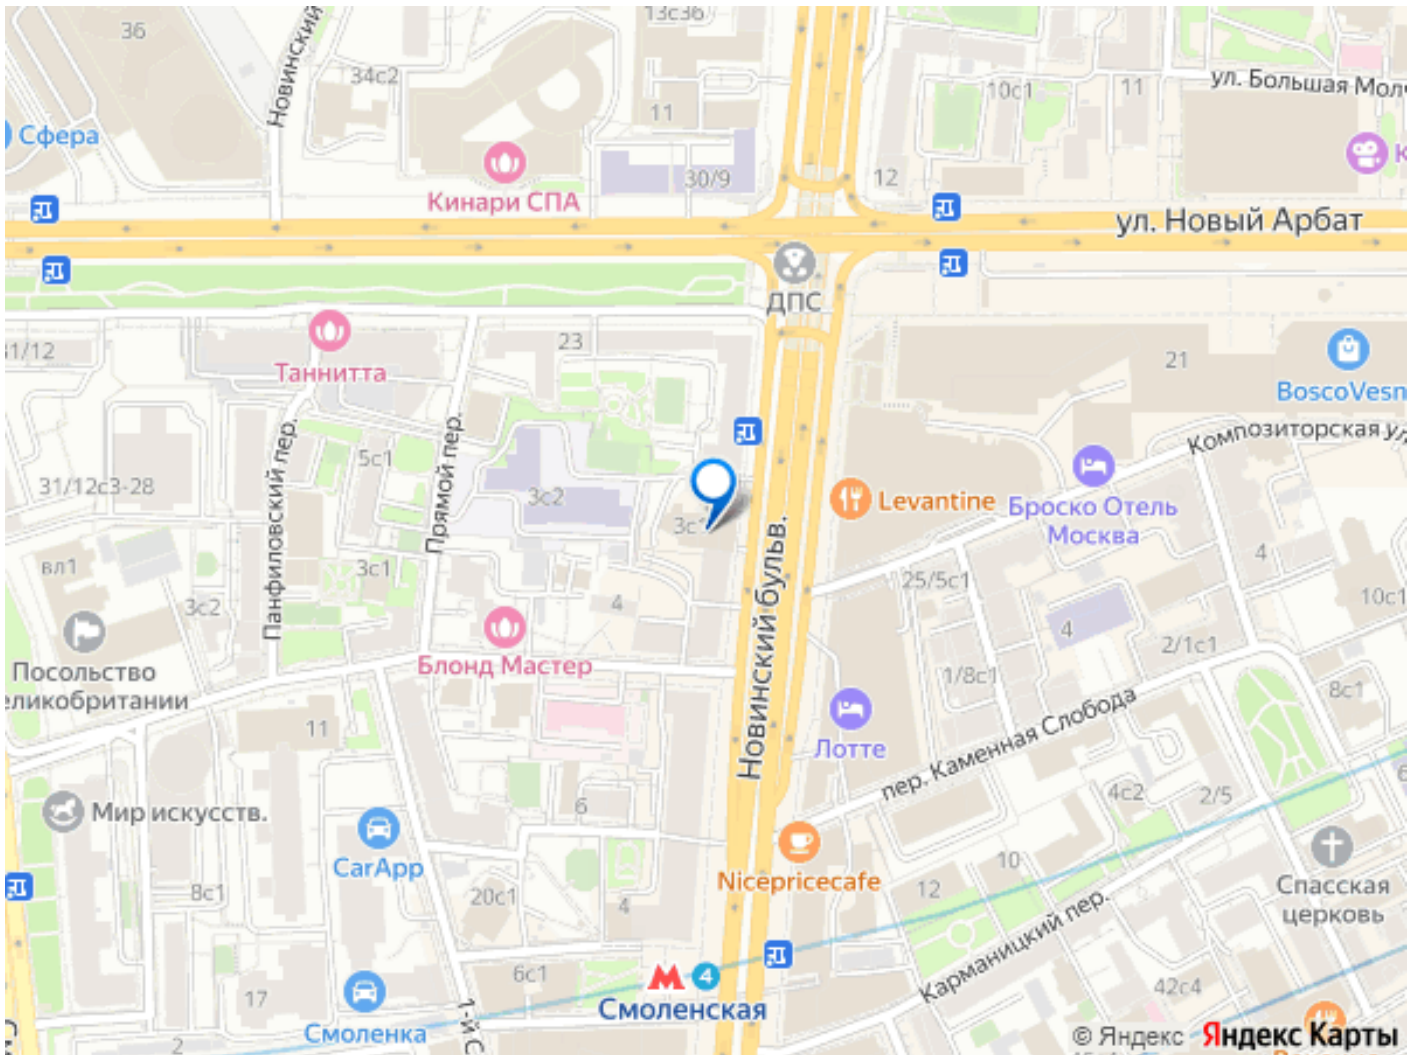 36
Новинский
34с2
13с36
11
10с1
11
ул. Большая Молч
Сфера
Кинари СПА
30/9
12
К
ул. Новый Арбат
ДПС
31/12
Таннитта
23
21
BoscoVesn
Композиторская ул.
Панфиловский пер.
5с1
Прямой пер.
31/12с3-28
3с2
3с1
Levantine
Броско Отель
Москва
вл1
3с2
3с1
4
Новинский бульв.
25/5с1
4
4
10с1
Посольство
еликобритании
Блонд Мастер
2/1с1
1/8с1
8с1
11
Лотте
пер. Каменная Слобода
Мир искусств.
6
4с2
2/5
6
CarApp
Nicepricecafe
10
Спасская
церковь
8с1
20с1
4
12
Карманицкий пер.
6с1
М
4
Смоленская
17
42с4
Смоленка
1-й С
2
© Яндекс Яндекс Карты